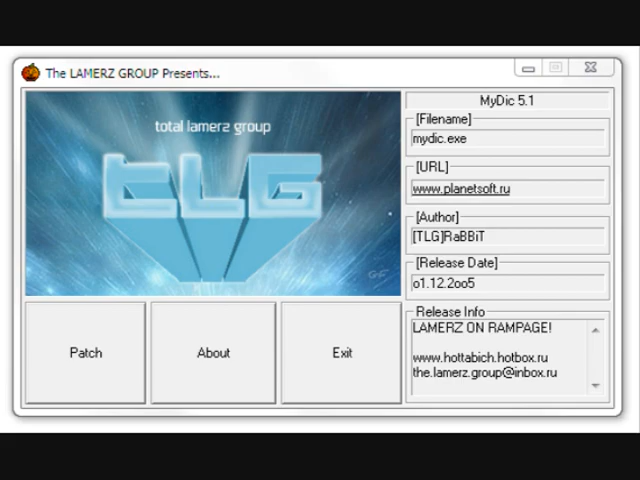 The LAMERZ GROUP Presents...
total lamerz group
tLG
MyDic 5.1
[Filename]
mydic.exe
[URL]
www.planetsoft.ru
[Author]
[TLG]RaBBiT
[Release Date]
o1.12.2oo5
Release Info
LAMERZ ON RAMPAGE!
www.hottabich.hotbox.ru
the.lamerz.group@inbox.ru
Patch
About
Exit